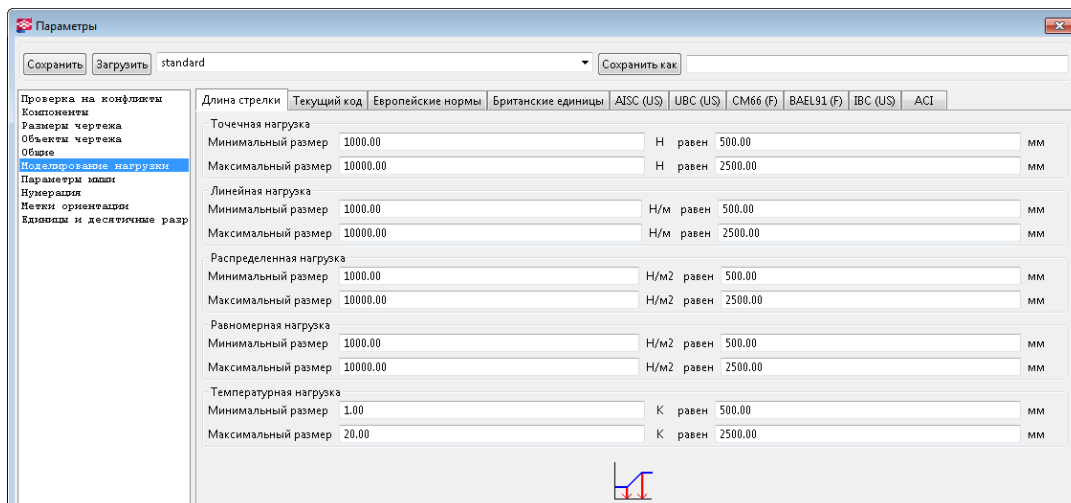 Параметры
Сохранить Загрузить standard Сохранить как
Проверка на конфликты
Компоненты
Размеры чертежа
Объекты чертежа
Общие
Моделирование нагрузки
Параметры мыши
Нумерация
Метки ориентации
Единицы и десятичные разр
Длина стрелки Текущий код Европейские нормы Британские единицы AISC (US) UBC (US) CM66 (F) BAEL91 (F) IBC (US) ACI
Точечная нагрузка
Минимальный размер 1000.00 Н равен 500.00 мм
Максимальный размер 10000.00 Н равен 2500.00 мм
Линейная нагрузка
Минимальный размер 1000.00 Н/м равен 500.00 мм
Максимальный размер 10000.00 Н/м равен 2500.00 мм
Распределенная нагрузка
Минимальный размер 1000.00 Н/м2 равен 500.00 мм
Максимальный размер 10000.00 Н/м2 равен 2500.00 мм
Равномерная нагрузка
Минимальный размер 1000.00 Н/м2 равен 500.00 мм
Максимальный размер 10000.00 Н/м2 равен 2500.00 мм
Температурная нагрузка
Минимальный размер 1.00 K равен 500.00 мм
Максимальный размер 20.00 K равен 2500.00 мм